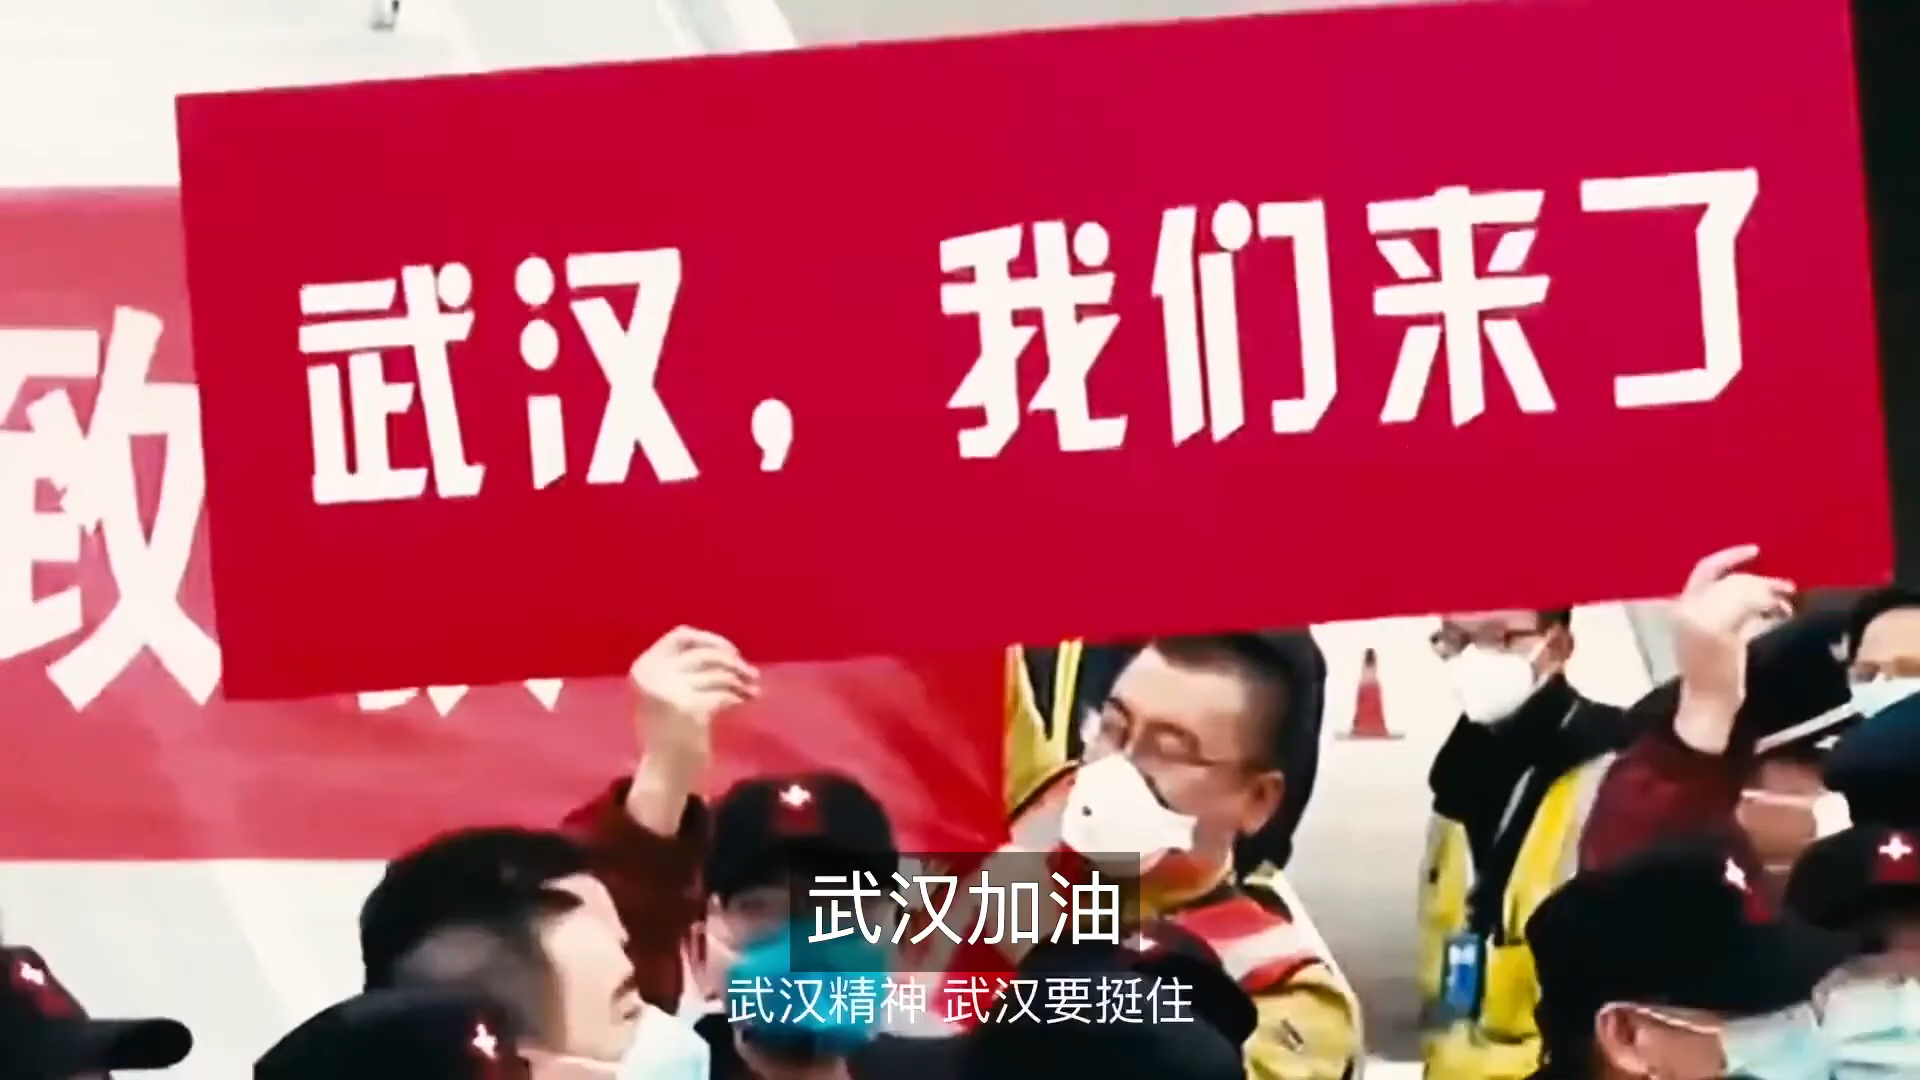 武汉，我们来了
致
武汉加油
武汉精神 武汉要挺住